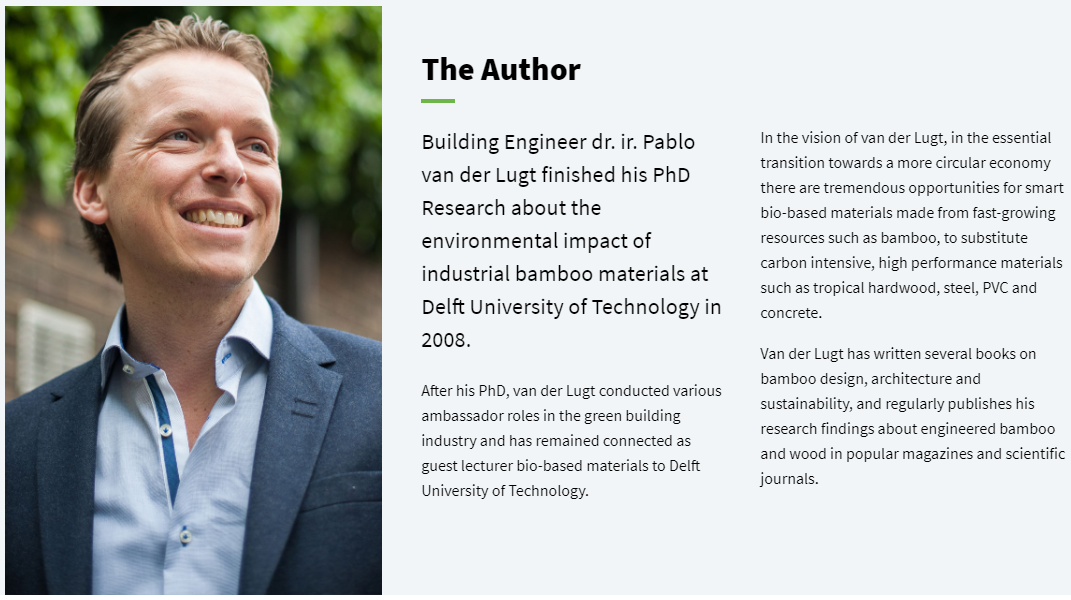 The Author
Building Engineer dr. ir. Pablo
van der Lugt finished his PhD
Research about the
environmental impact of
industrial bamboo materials at
Delft University of Technology in
2008.
After his PhD, van der Lugt conducted various
ambassador roles in the green building
industry and has remained connected as
guest lecturer bio-based materials to Delft
University of Technology.
In the vision of van der Lugt, in the essential
transition towards a more circular economy
there are tremendous opportunities for smart
bio-based materials made from fast-growing
resources such as bamboo, to substitute
carbon intensive, high performance materials
such as tropical hardwood, steel, PVC and
concrete.
Van der Lugt has written several books on
bamboo design, architecture and
sustainability, and regularly publishes his
research findings about engineered bamboo
and wood in popular magazines and scientific
journals.